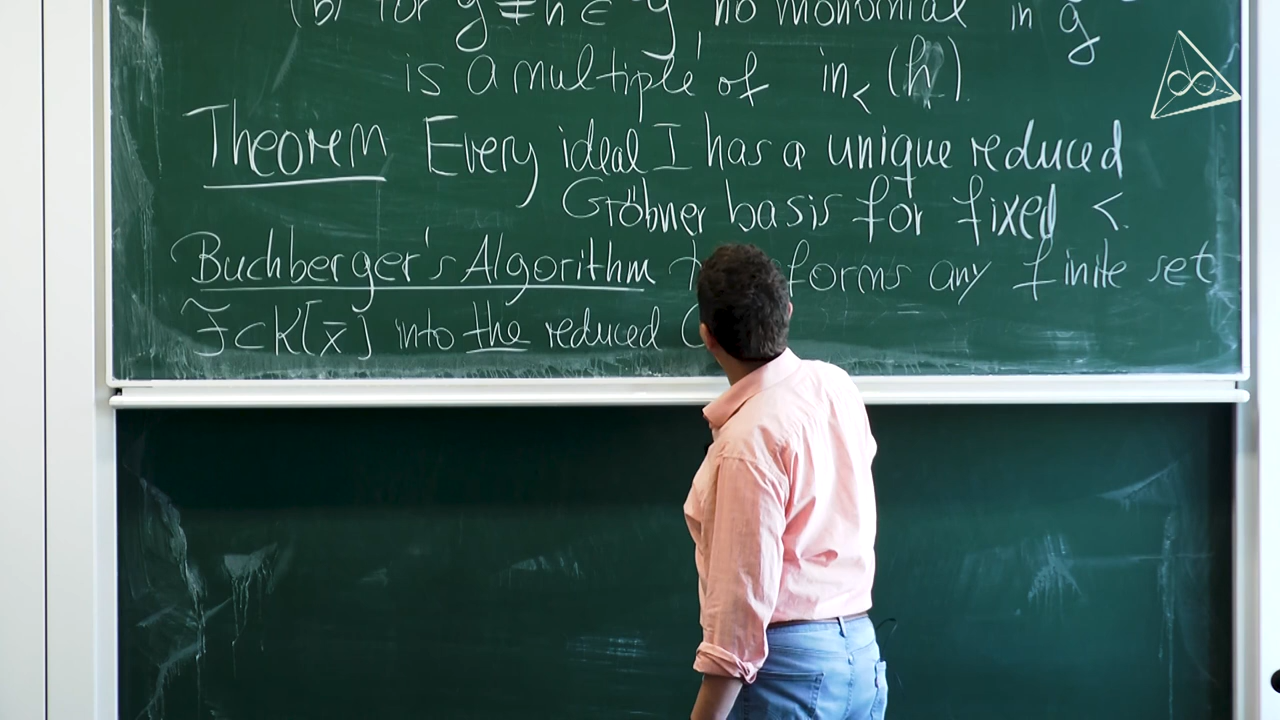 (b) for g ≠ h ∈ G no monomial in g
is a multiple of in<(h).
Theorem Every ideal I has a unique reduced
Gröbner basis for fixed <.
Buchberger's Algorithm forms any finite set
F̃ ⊂ K[x̄] into the reduced